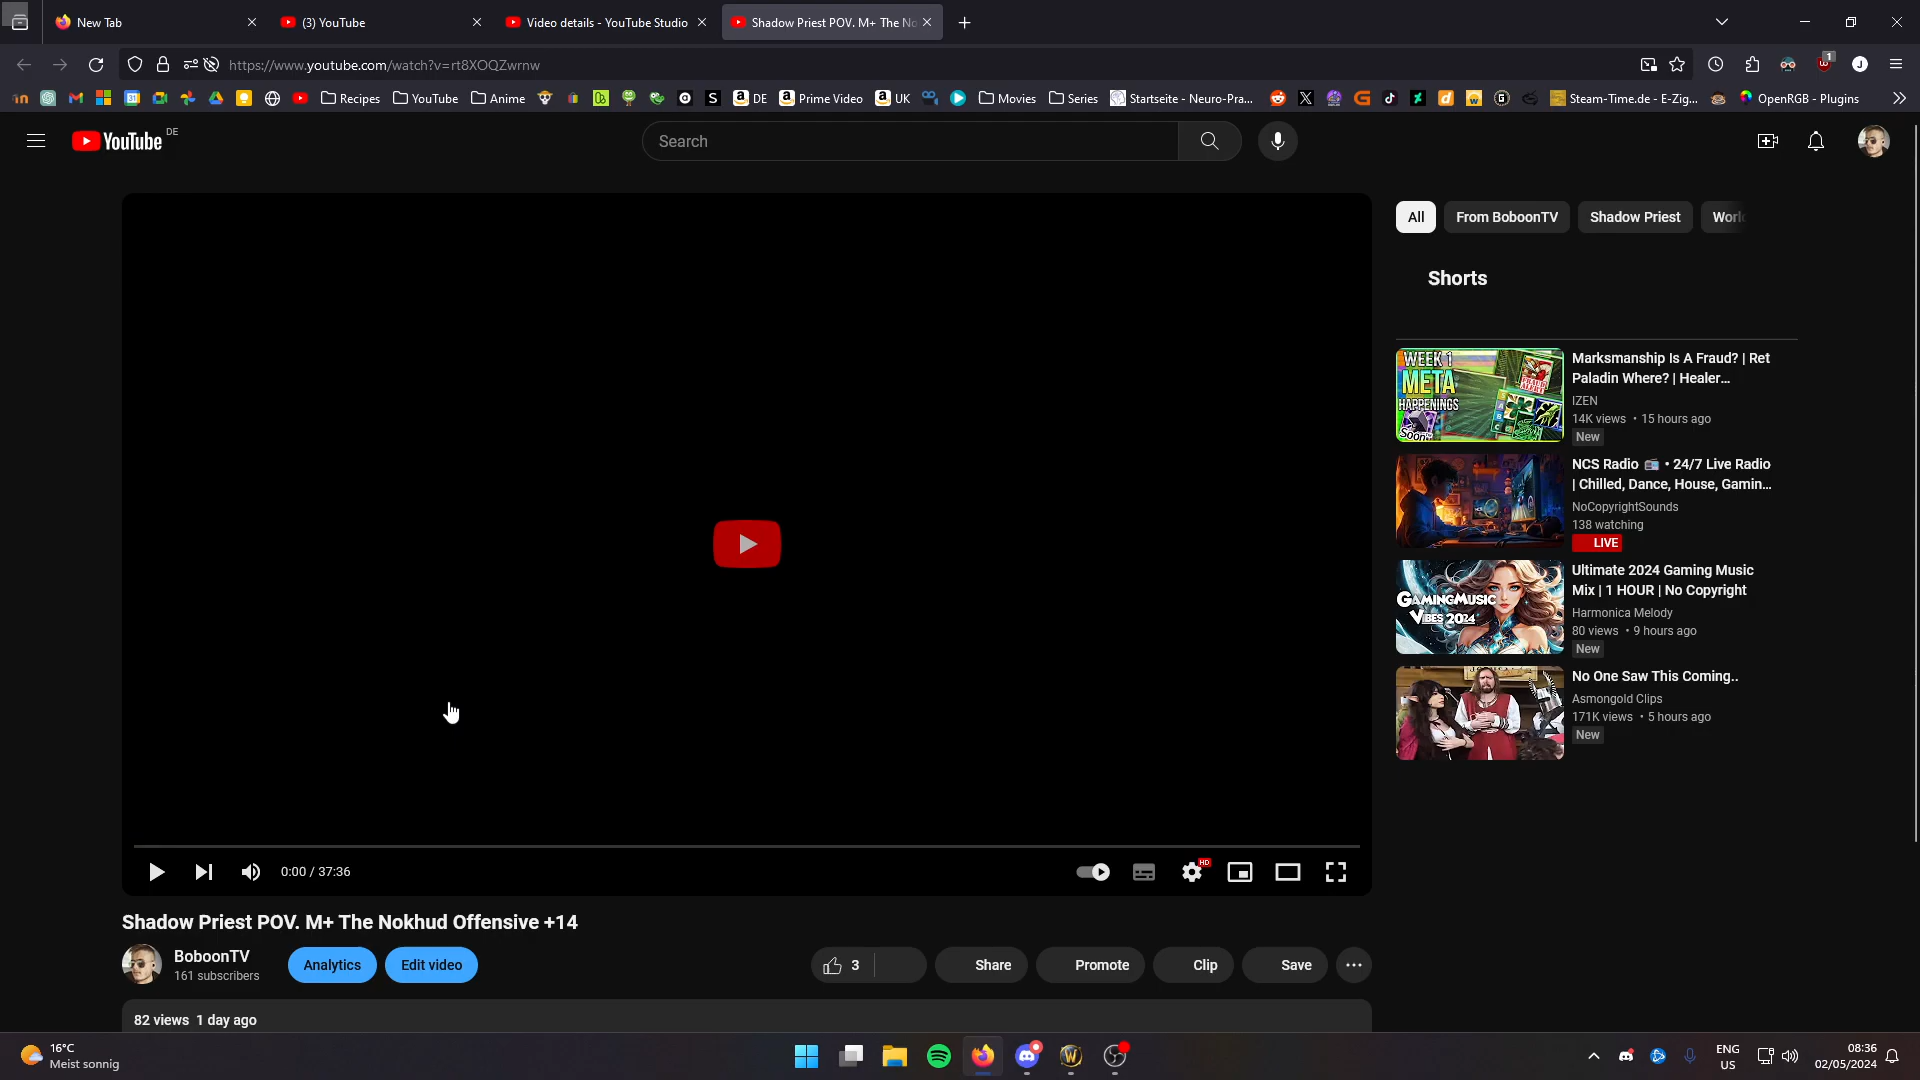 New Tab
(3) YouTube
Video details - YouTube Studio
Shadow Priest POV. M+ The No
https://www.youtube.com/watch?v=rt8XOQZwrnw
1
Recipes
YouTube
Anime
DE
Prime Video
UK
Movies
Series
Startseite - Neuro-Pra...
Steam-Time.de - E-Zig...
OpenRGB - Plugins
YouTube DE
Search
All
From BoboonTV
Shadow Priest
Worl
Shorts
WEEK 1
META
HAPPENINGS
Soon
Marksmanship Is A Fraud? | Ret
Paladin Where? | Healer...
IZEN
14K views • 15 hours ago
New
NCS Radio 📻 • 24/7 Live Radio
| Chilled, Dance, House, Gamin...
NoCopyrightSounds
138 watching
LIVE
GAMINGMUSIC
VIBES 2024
Ultimate 2024 Gaming Music
Mix | 1 HOUR | No Copyright
Harmonica Melody
80 views • 9 hours ago
New
No One Saw This Coming..
Asmongold Clips
171K views • 5 hours ago
New
0:00 / 37:36
HD
Shadow Priest POV. M+ The Nokhud Offensive +14
BoboonTV
161 subscribers
Analytics
Edit video
3
Share
Promote
Clip
Save
82 views 1 day ago
16°C
Meist sonnig
ENG
US
08:36
02/05/2024